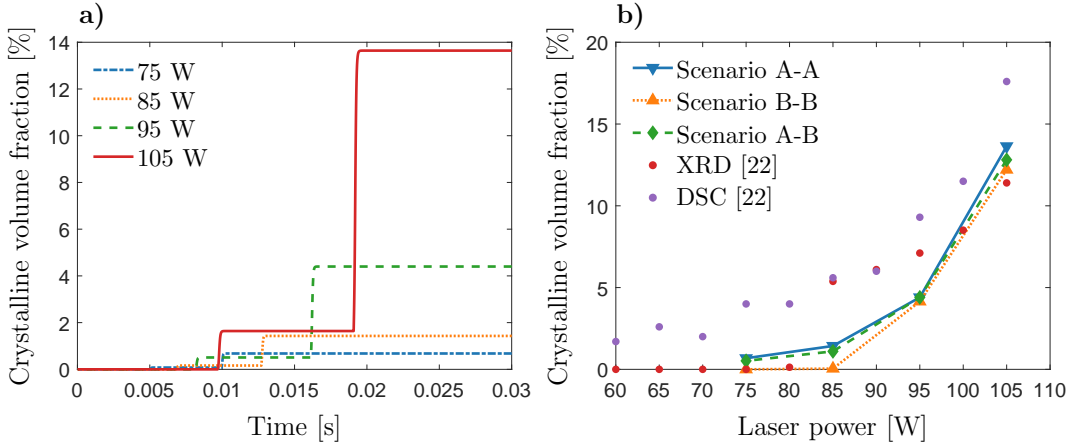 a)
Crystalline volume fraction [%]
14
12
10
8
6
4
2
0
75 W
85 W
95 W
105 W
0
0.005
0.01
0.015
0.02
0.025
0.03
Time [s]
b)
Crystalline volume fraction [%]
20
15
10
5
0
Scenario A-A
Scenario B-B
Scenario A-B
XRD [22]
DSC [22]
60
65
70
75
80
85
90
95
100
105
110
Laser power [W]